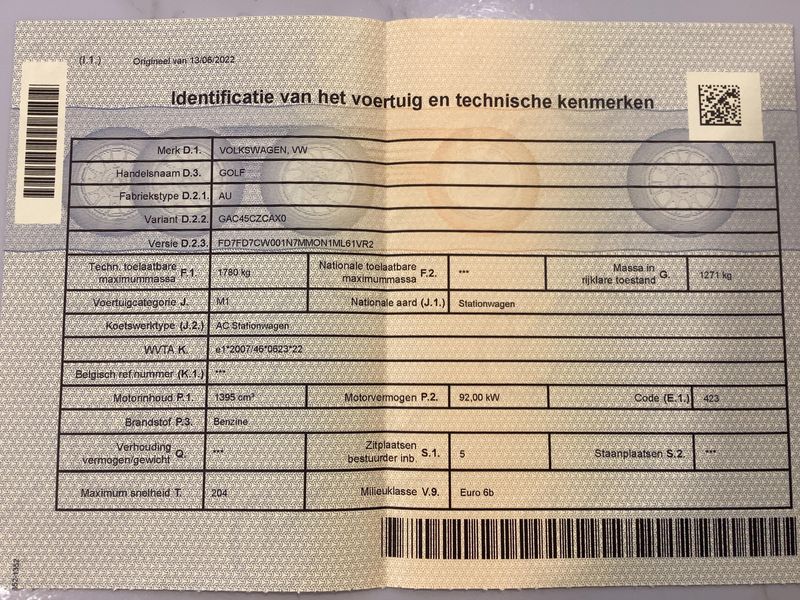 (I.1.) Origineel van 13/06/2022
Identificatie van het voertuig en technische kenmerken
Merk D.1. VOLKSWAGEN, VW
Handelsnaam D.3. GOLF
Fabriekstype D.2.1. AU
Variant D.2.2. GAC45CZCAX0
Versie D.2.3. FD7FD7CW001N7MMON1ML61VR2
Techn. toelaatbare maximummassa F.1. 1780 kg Nationale toelaatbare maximummassa F.2. *** Massa in rijklare toestand G. 1271 kg
Voertuigcategorie J. M1 Nationale aard (J.1.) Stationwagen
Koetswerktype (J.2.) AC Stationwagen
WVTA K. e1*2007/46*0623*22
Belgisch ref nummer (K.1.) ***
Motorinhoud P.1. 1395 cm³ Motorvermogen P.2. 92,00 kW Code (E.1.) 423
Brandstof P.3. Benzine
Verhouding vermogen/gewicht Q. *** Zitplaatsen bestuurder inb. S.1. 5 Staanplaatsen S.2. ***
Maximum snelheid T. 204 Milieuklasse V.9. Euro 6b